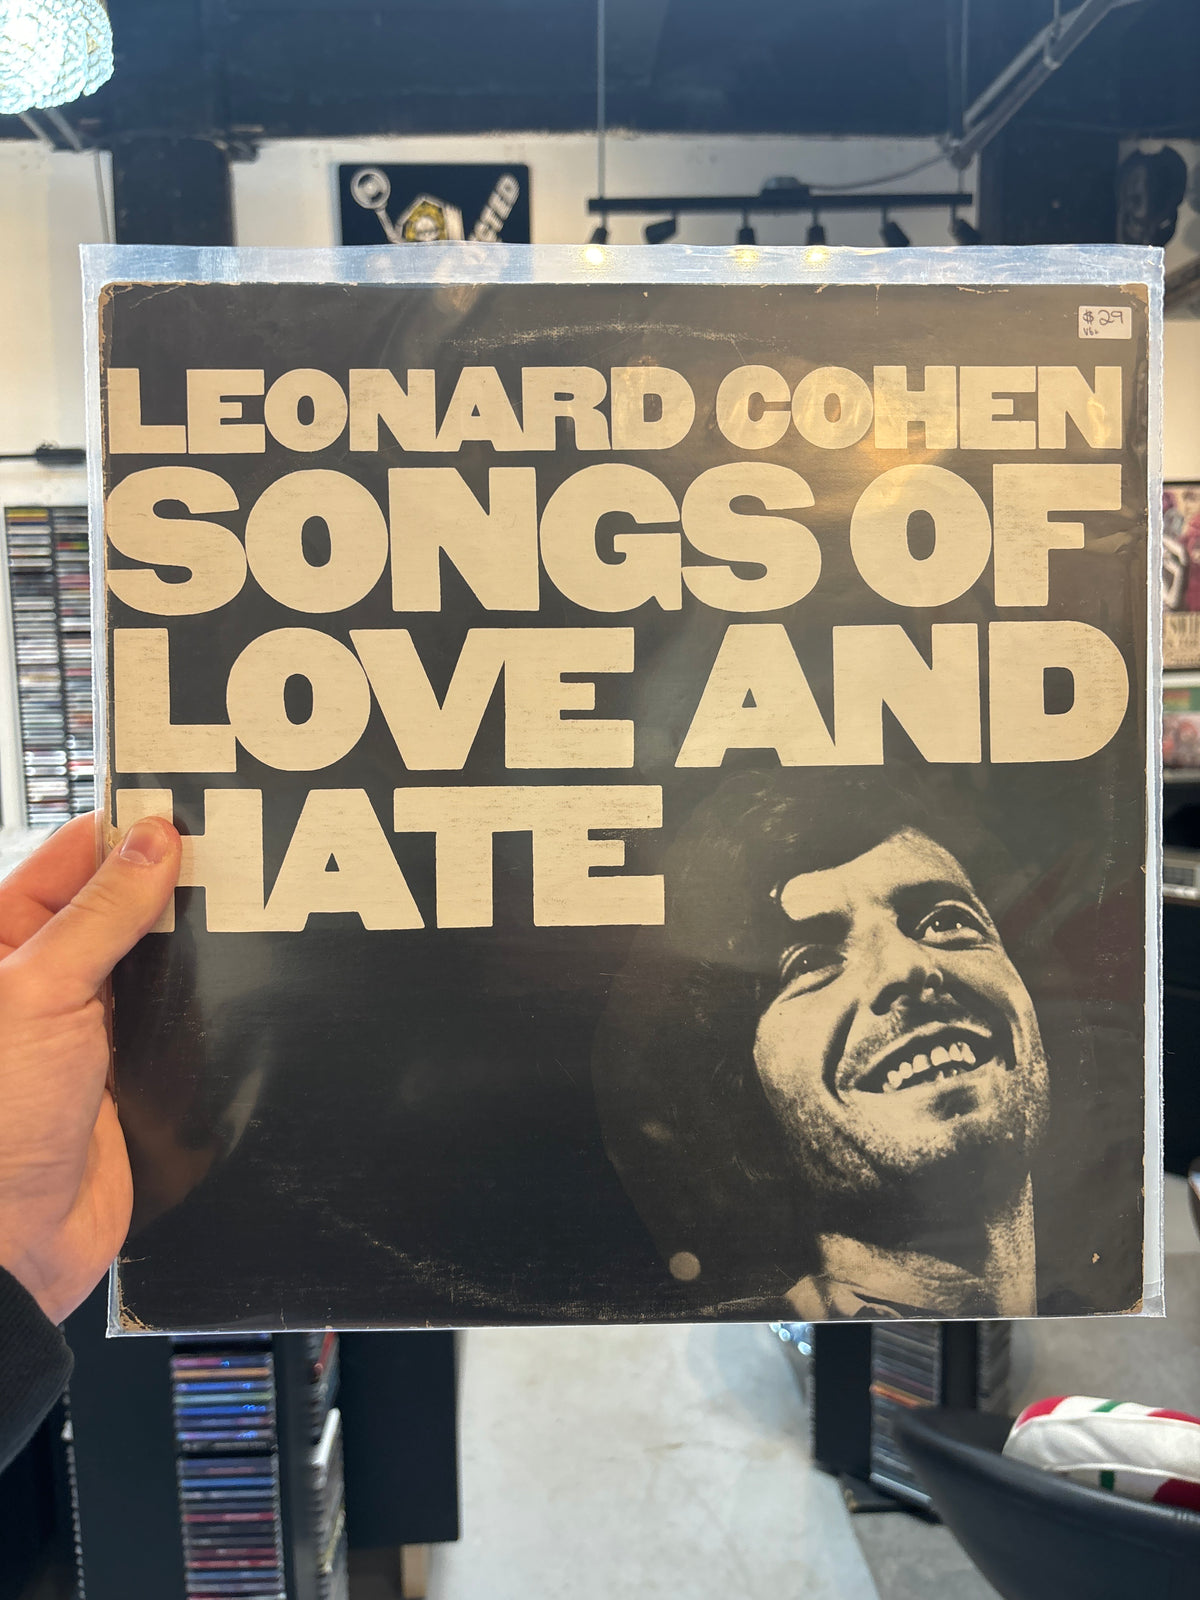 $29
LEONARD COHEN
SONGS OF
LOVE AND
HATE